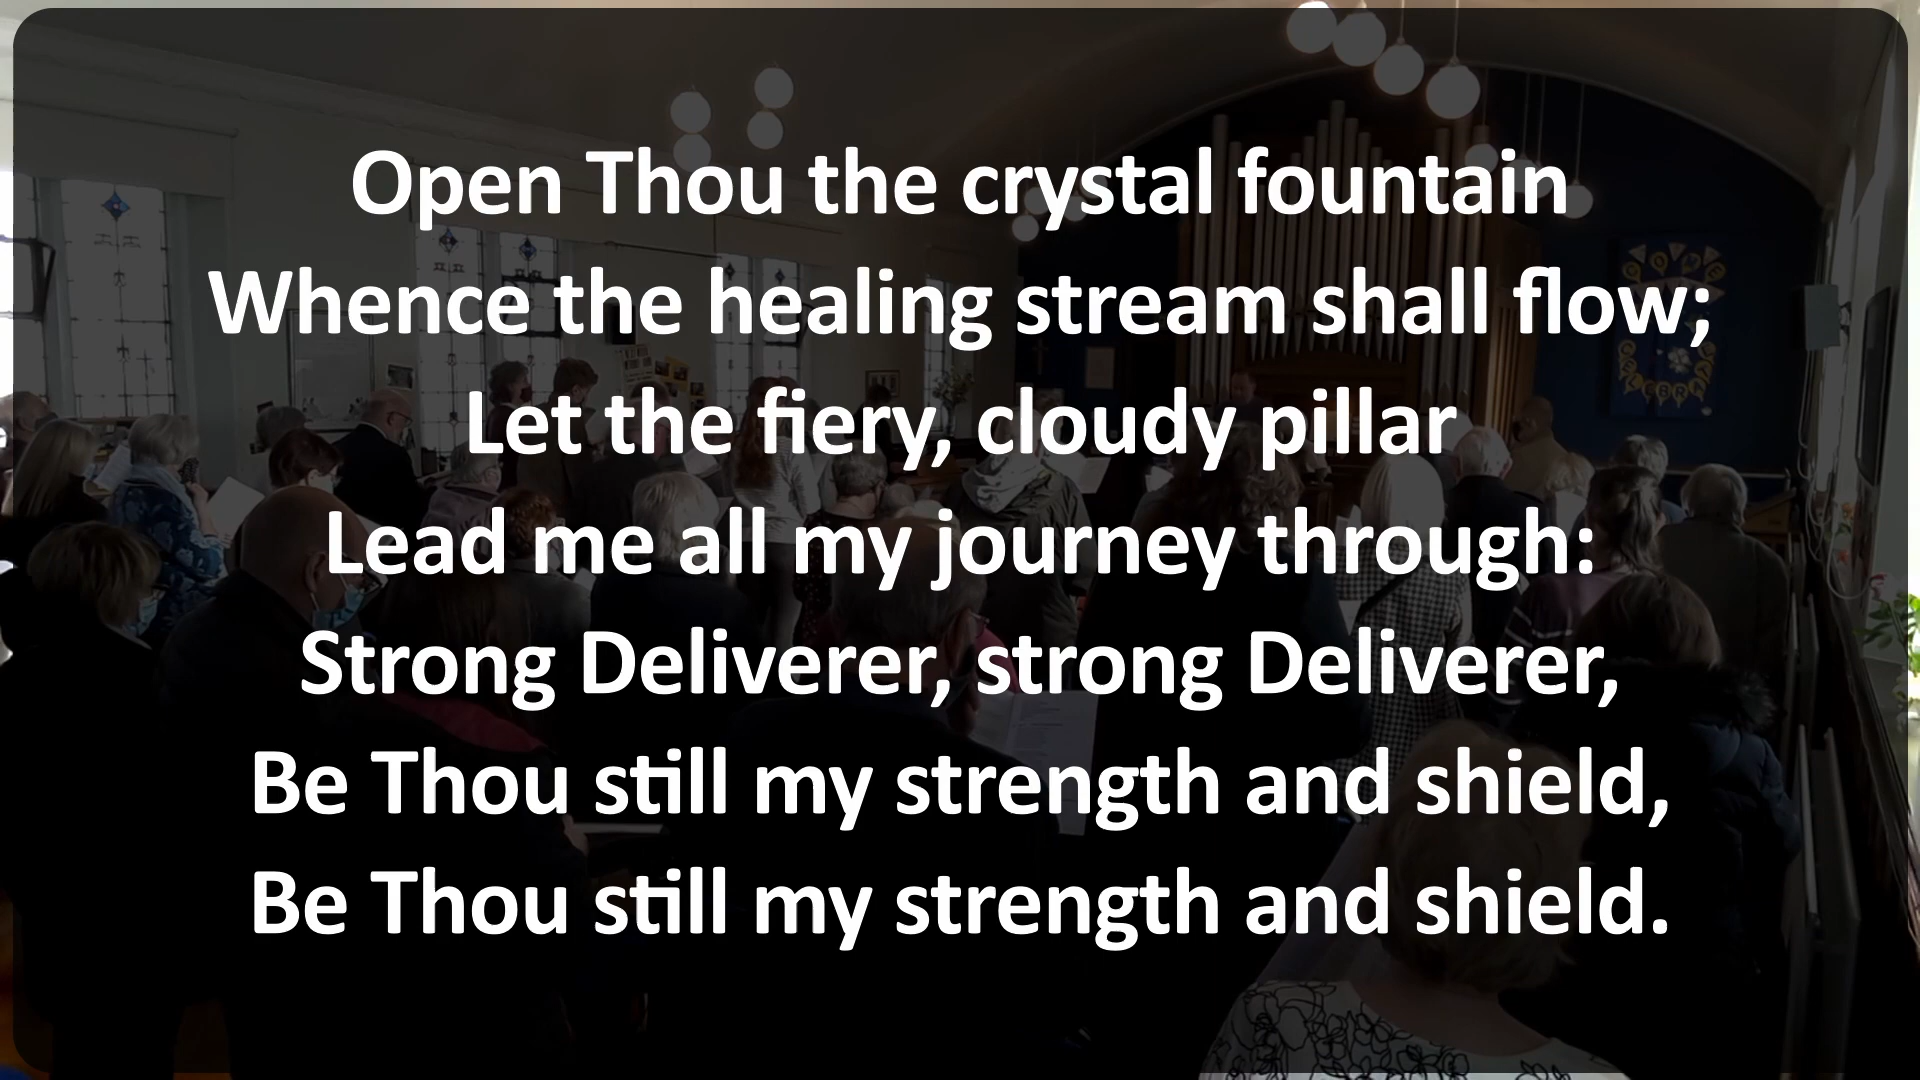 Open Thou the crystal fountain
Whence the healing stream shall flow;
Let the fiery, cloudy pillar
Lead me all my journey through:
Strong Deliverer, strong Deliverer,
Be Thou still my strength and shield,
Be Thou still my strength and shield.